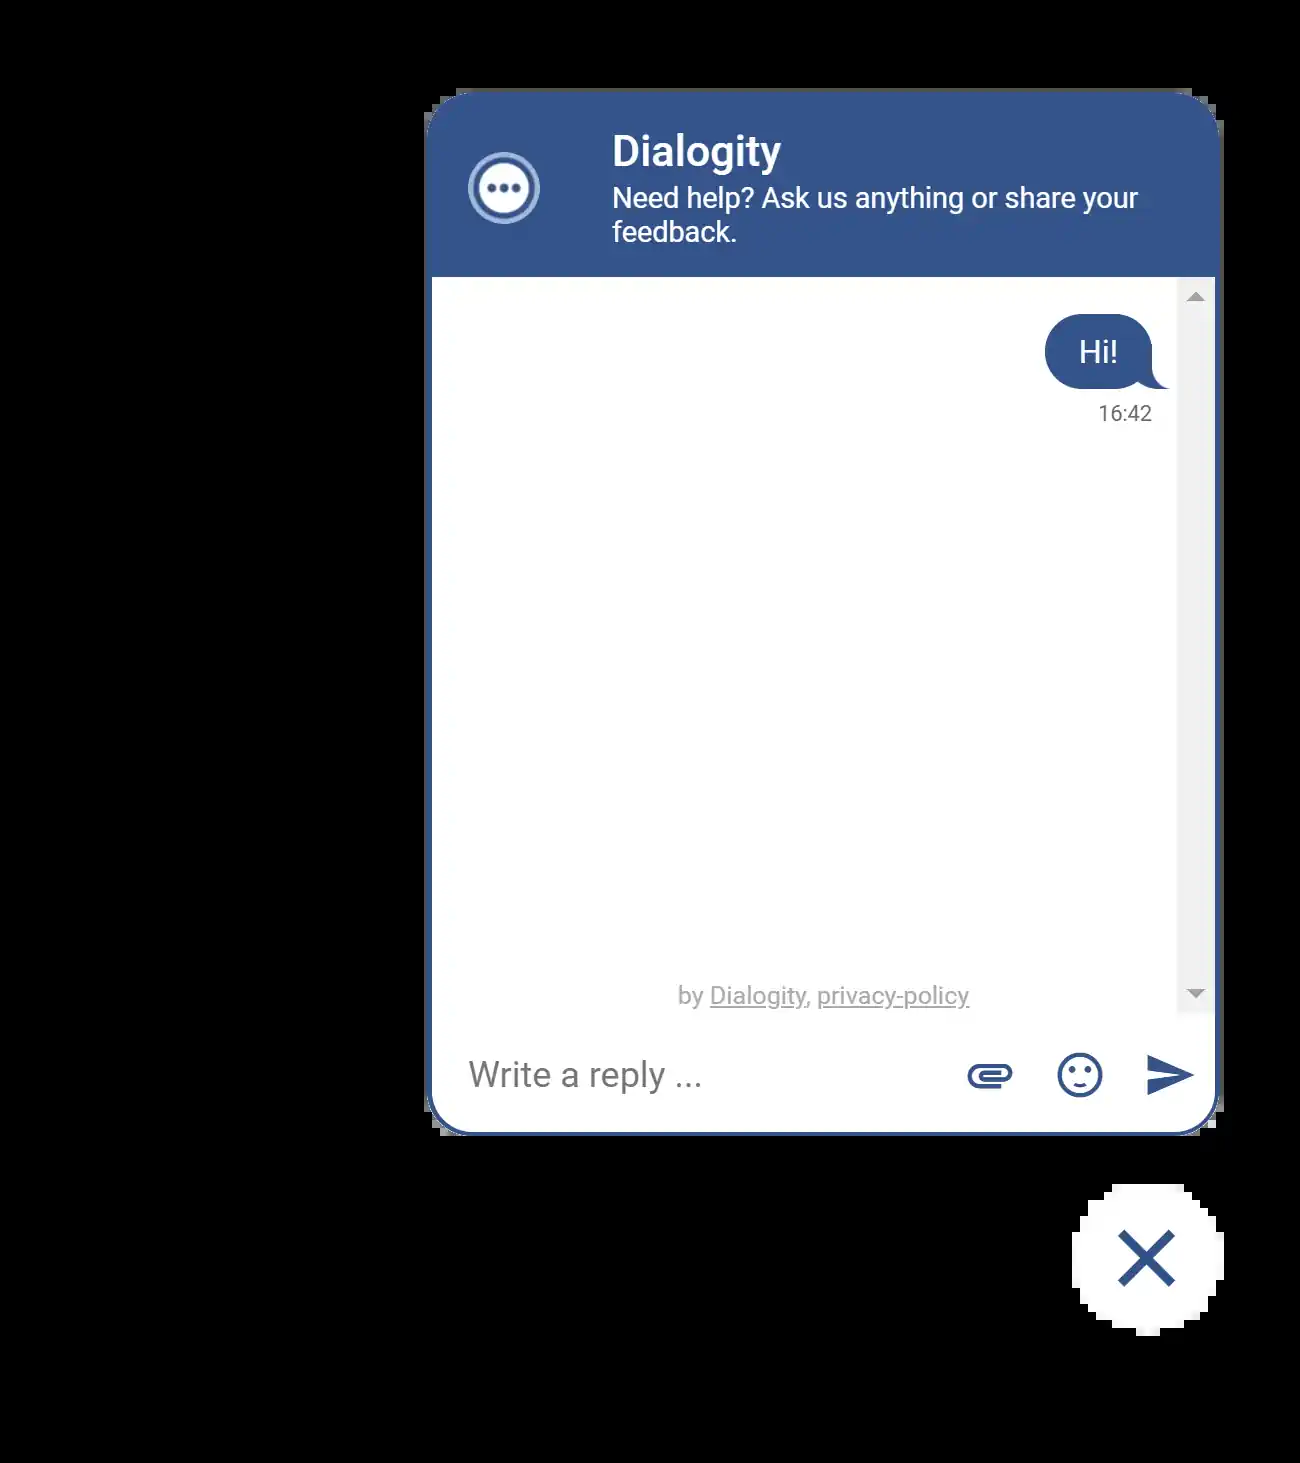 Dialogity
Need help? Ask us anything or share your
feedback.
Hi!
16:42
by Dialogity, privacy-policy
Write a reply ...